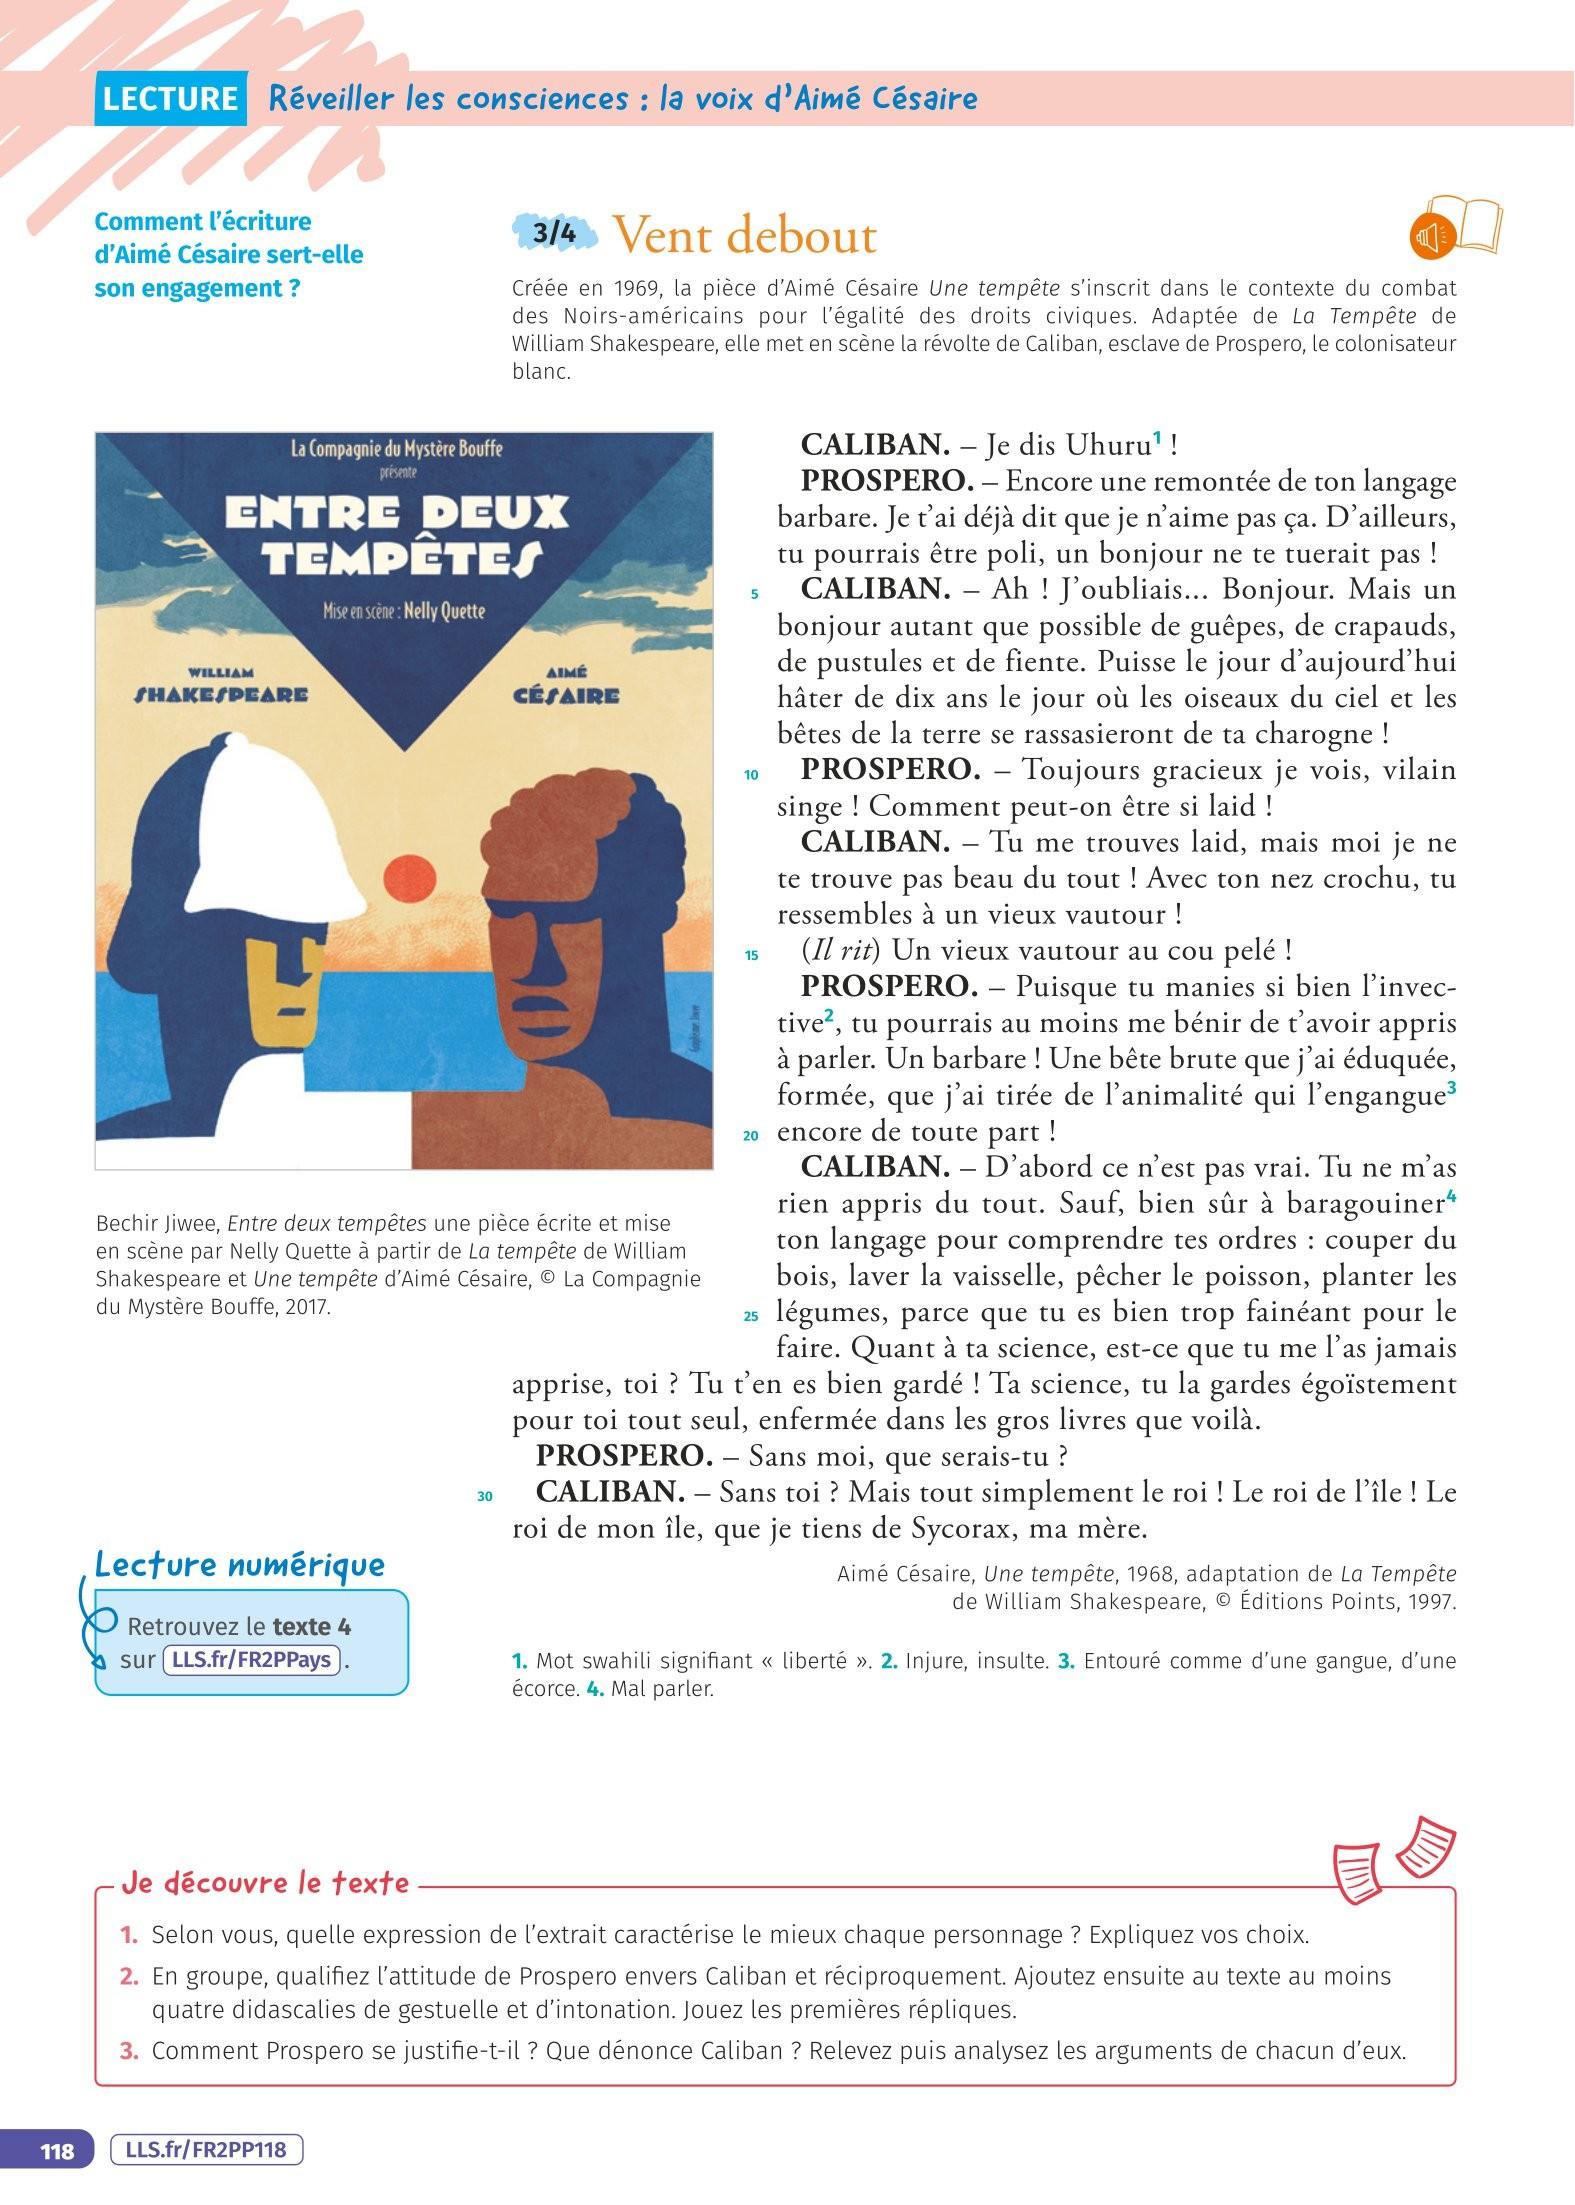 LECTURE Réveiller les consciences : la voix d'Aimé Césaire
Comment l'écriture
d'Aimé Césaire sert-elle
son engagement ?
3/4 Vent debout
Créée en 1969, la pièce d'Aimé Césaire Une tempête s'inscrit dans le contexte du combat
des Noirs-américains pour l'égalité des droits civiques. Adaptée de La Tempête de
William Shakespeare, elle met en scène la révolte de Caliban, esclave de Prospero, le colonisateur
blanc.
La Compagnie du Mystère Bouffe
présente
ENTRE DEUX
TEMPÊTES
Mise en scène : Nelly Quette
WILLIAM
SHAKESPEARE
AIMÉ
CÉSAIRE
Bechir Jiwee, Entre deux tempêtes une pièce écrite et mise
en scène par Nelly Quette à partir de La tempête de William
Shakespeare et Une tempête d'Aimé Césaire, © La Compagnie
du Mystère Bouffe, 2017.
CALIBAN. – Je dis Uhuru1 !
PROSPERO. – Encore une remontée de ton langage
barbare. Je t'ai déjà dit que je n'aime pas ça. D'ailleurs,
tu pourrais être poli, un bonjour ne te tuerait pas !
5 CALIBAN. – Ah ! J'oubliais... Bonjour. Mais un
bonjour autant que possible de guêpes, de crapauds,
de pustules et de fiente. Puisse le jour d'aujourd'hui
hâter de dix ans le jour où les oiseaux du ciel et les
bêtes de la terre se rassasieront de ta charogne !
10 PROSPERO. – Toujours gracieux je vois, vilain
singe ! Comment peut-on être si laid !
CALIBAN. – Tu me trouves laid, mais moi je ne
te trouve pas beau du tout ! Avec ton nez crochu, tu
ressembles à un vieux vautour !
15 (Il rit) Un vieux vautour au cou pelé !
PROSPERO. – Puisque tu manies si bien l'invec-
tive2, tu pourrais au moins me bénir de t'avoir appris
à parler. Un barbare ! Une bête brute que j'ai éduquée,
formée, que j'ai tirée de l'animalité qui l'engangue3
20 encore de toute part !
CALIBAN. – D'abord ce n'est pas vrai. Tu ne m'as
rien appris du tout. Sauf, bien sûr à baragouiner4
ton langage pour comprendre tes ordres : couper du
bois, laver la vaisselle, pêcher le poisson, planter les
25 légumes, parce que tu es bien trop fainéant pour le
faire. Quant à ta science, est-ce que tu me l'as jamais
apprise, toi ? Tu t'en es bien gardé ! Ta science, tu la gardes égoïstement
pour toi tout seul, enfermée dans les gros livres que voilà.
PROSPERO. – Sans moi, que serais-tu ?
30 CALIBAN. – Sans toi ? Mais tout simplement le roi ! Le roi de l'île ! Le
roi de mon île, que je tiens de Sycorax, ma mère.
Aimé Césaire, Une tempête, 1968, adaptation de La Tempête
de William Shakespeare, © Éditions Points, 1997.
1. Mot swahili signifiant « liberté ». 2. Injure, insulte. 3. Entouré comme d'une gangue, d'une
écorce. 4. Mal parler.
Lecture numérique
Retrouvez le texte 4
sur LLS.fr/FR2PPays .
Je découvre le texte
1. Selon vous, quelle expression de l'extrait caractérise le mieux chaque personnage ? Expliquez vos choix.
2. En groupe, qualifiez l'attitude de Prospero envers Caliban et réciproquement. Ajoutez ensuite au texte au moins
quatre didascalies de gestuelle et d'intonation. Jouez les premières répliques.
3. Comment Prospero se justifie-t-il ? Que dénonce Caliban ? Relevez puis analysez les arguments de chacun d'eux.
118 LLS.fr/FR2PP118